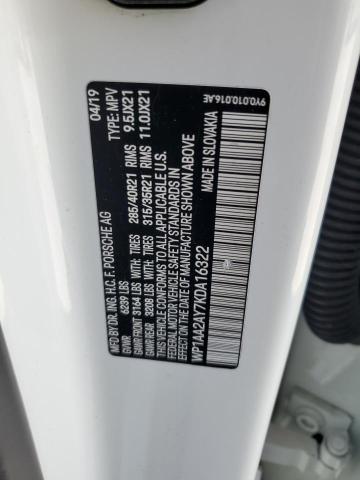 MFD BY: DR. ING. H.C. F. PORSCHE AG 04/19
GVWR 6239 LBS TYPE: MPV
GAWR FRONT 3164 LBS WITH: TIRES 285/40R21 RIMS 9.5JX21
GAWR REAR 3208 LBS WITH: TIRES 315/35R21 RIMS 11.0JX21
THIS VEHICLE CONFORMS TO ALL APPLICABLE U.S.
FEDERAL MOTOR VEHICLE SAFETY STANDARDS IN
EFFECT ON THE DATE OF MANUFACTURE SHOWN ABOVE
WP1AA2AY7KDA16322 MADE IN SLOVAKIA
9Y0.010.016.AE